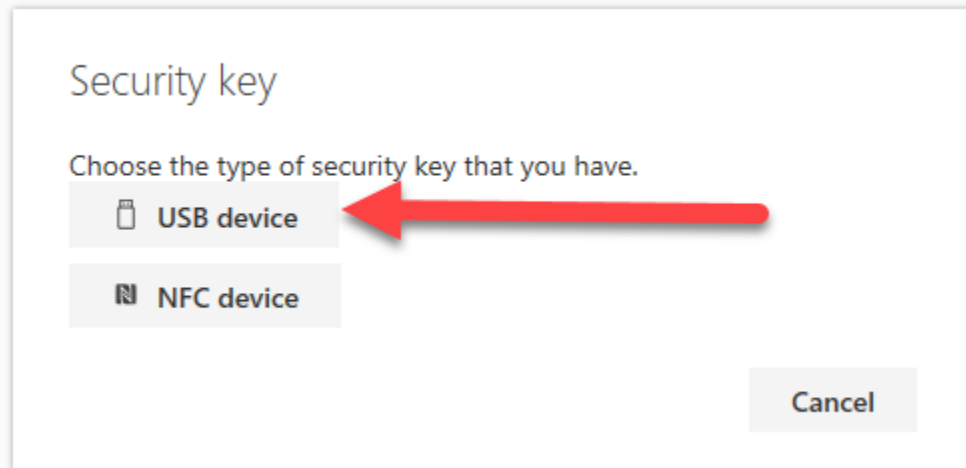 Security key
Choose the type of security key that you have.
USB device
NFC device
Cancel